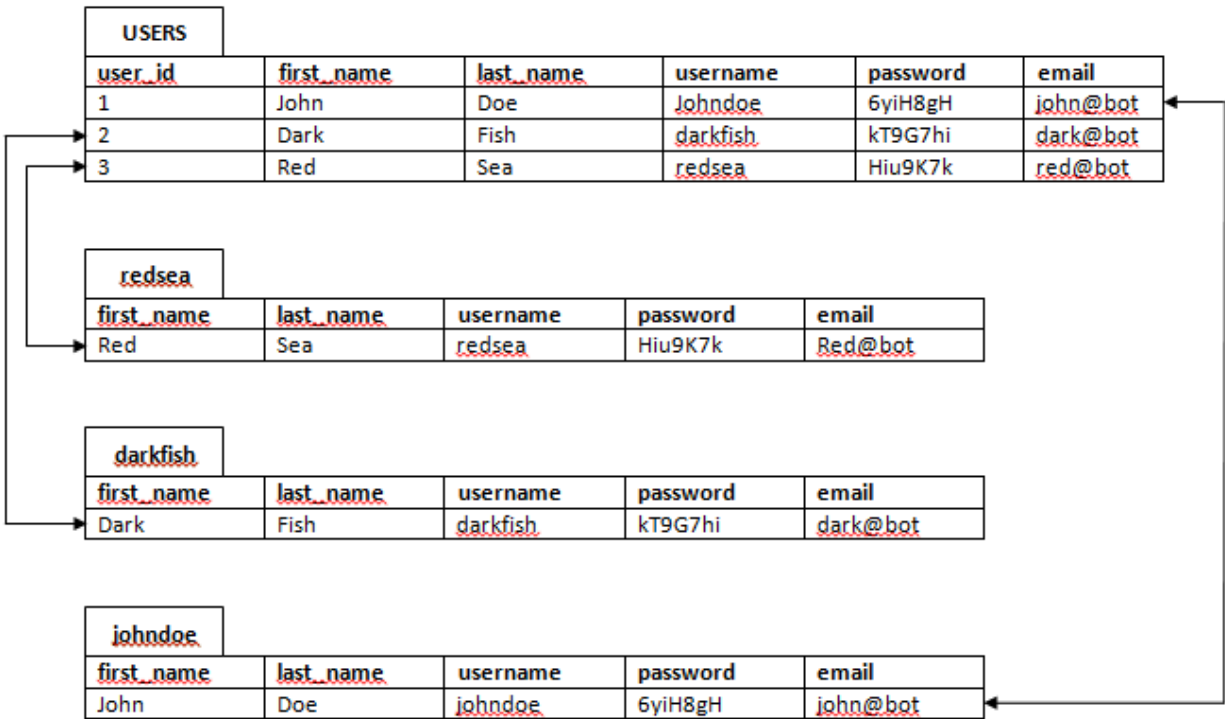 USERS
user_id first_name last_name username password email
1 John Doe Johndoe 6yiH8gH john@bot
2 Dark Fish darkfish kT9G7hi dark@bot
3 Red Sea redsea Hiu9K7k red@bot
redsea
first_name last_name username password email
Red Sea redsea Hiu9K7k Red@bot
darkfish
first_name last_name username password email
Dark Fish darkfish kT9G7hi dark@bot
johndoe
first_name last_name username password email
John Doe johndoe 6yiH8gH john@bot